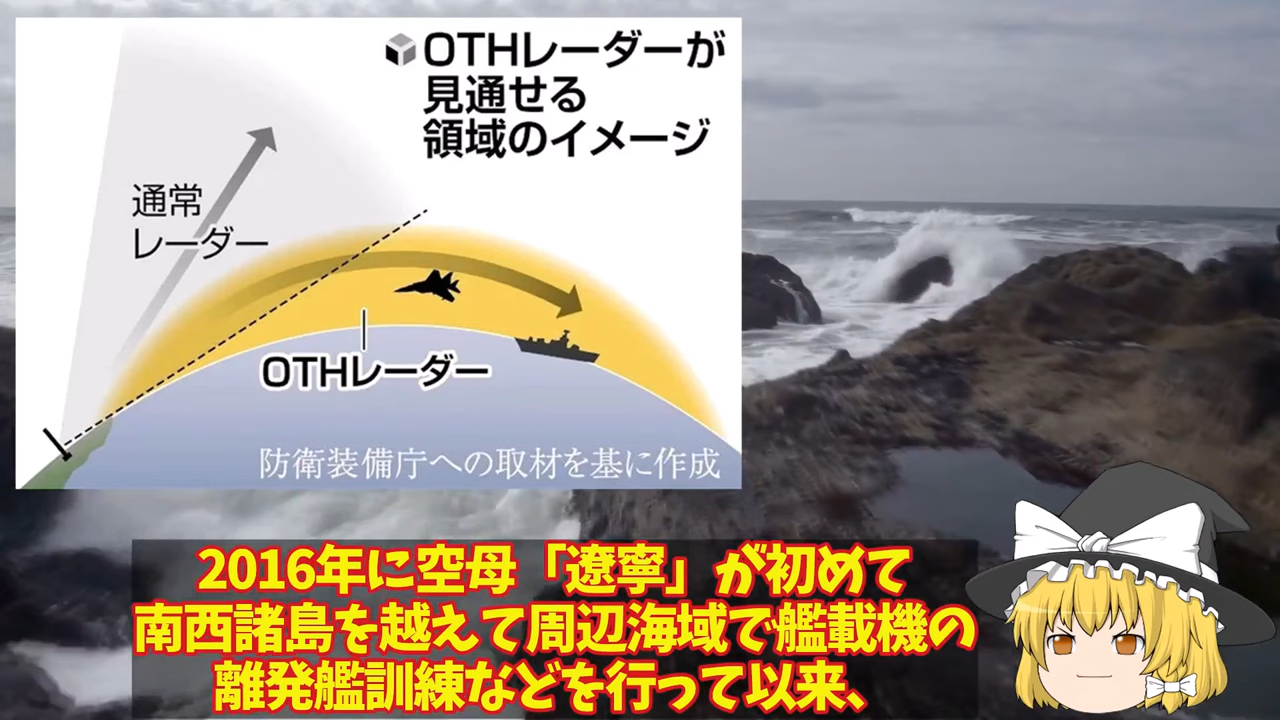 OTHレーダーが
見通せる
領域のイメージ
通常
レーダー
OTHレーダー
防衛装備庁への取材を基に作成
2016年に空母「遼寧」が初めて
南西諸島を越えて周辺海域で艦載機の
離発艦訓練などを行って以来、